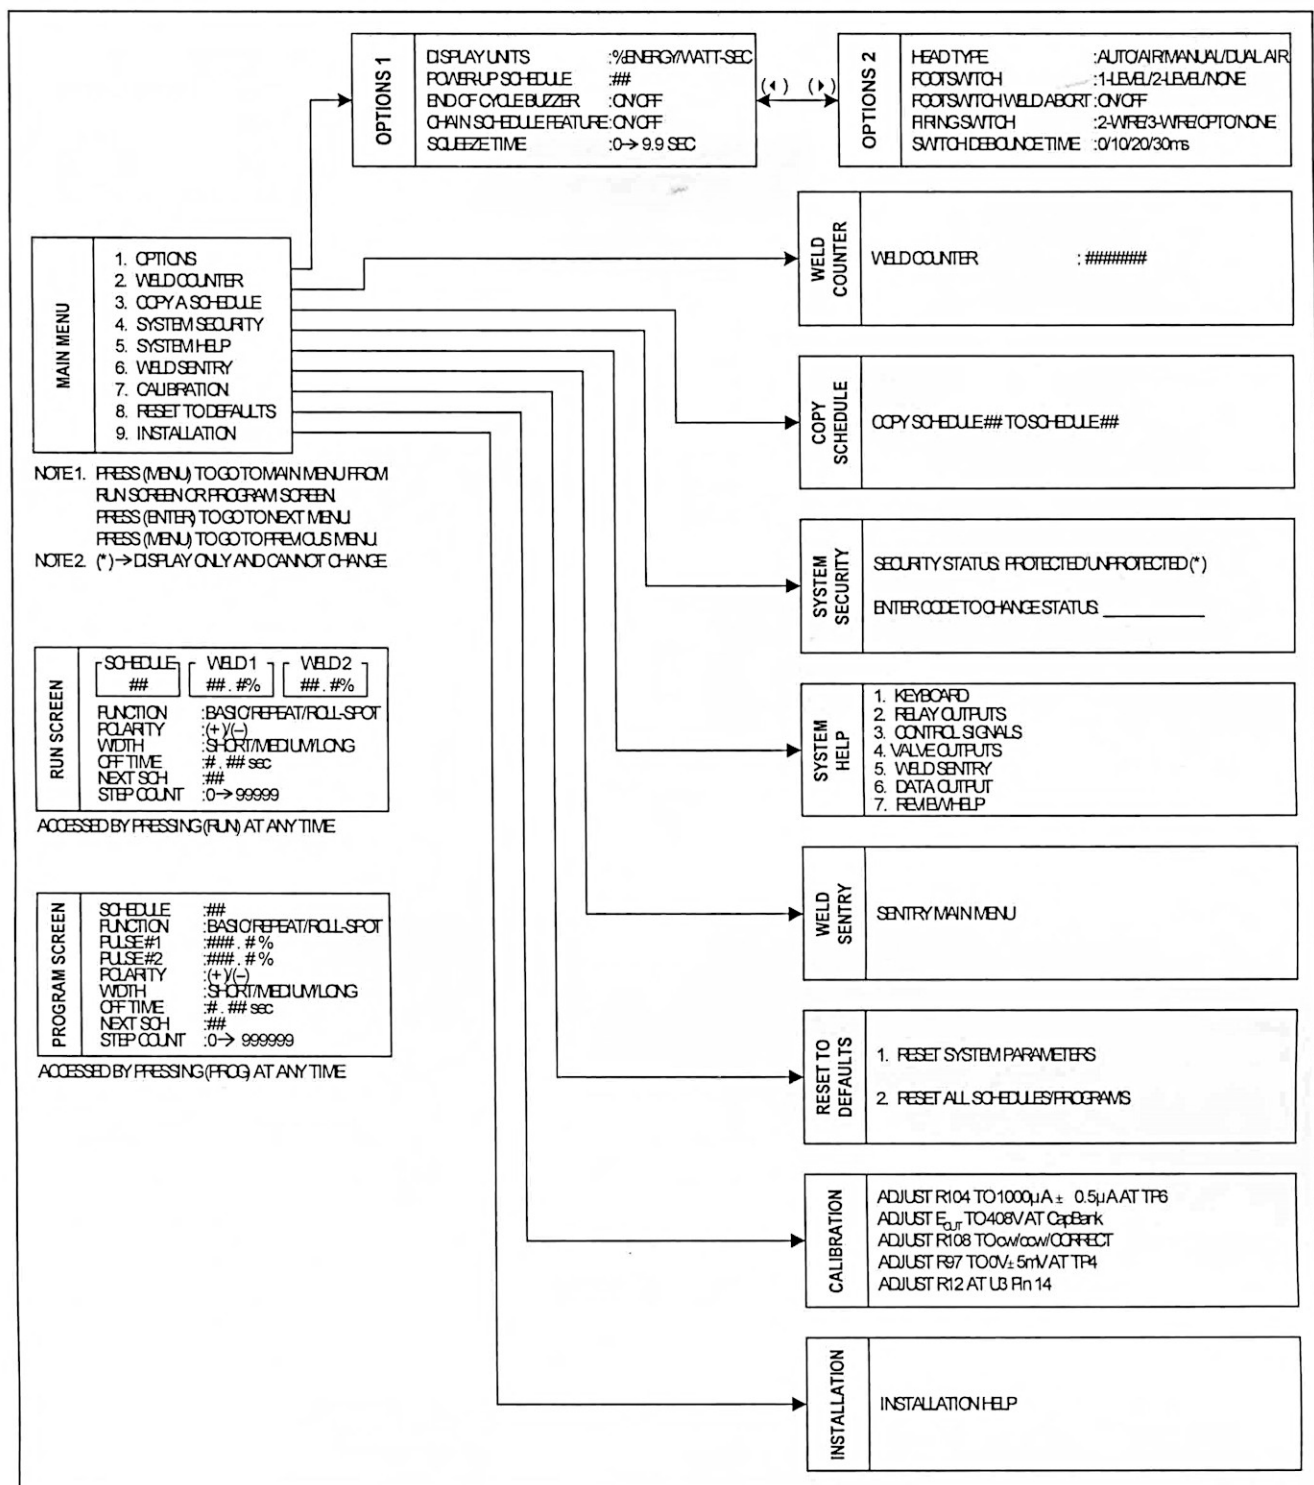 OPTIONS 1
DISPLAY UNITS :%ENERGY/WATT-SEC
POWER-UP SCHEDULE :##
END OF CYCLE BUZZER :ON/OFF
CHAIN SCHEDULE FEATURE:ON/OFF
SQUEEZE TIME :0→ 9.9 SEC
(◂) (▸)
OPTIONS 2
HEAD TYPE :AUTO AIR/MANUAL/DUAL AIR
FOOTSWITCH :1-LEVEL/2-LEVEL/NONE
FOOTSWITCH WELD ABORT :ON/OFF
FIRING SWITCH :2-WIRE/3-WIRE/OPTO/NONE
SWITCH DEBOUNCE TIME :0/10/20/30ms
MAIN MENU
1. OPTIONS
2. WELD COUNTER
3. COPY A SCHEDULE
4. SYSTEM SECURITY
5. SYSTEM HELP
6. WELD SENTRY
7. CALIBRATION
8. RESET TO DEFAULTS
9. INSTALLATION
NOTE 1. PRESS (MENU) TO GO TO MAIN MENU FROM
RUN SCREEN OR PROGRAM SCREEN.
PRESS (ENTER) TO GO TO NEXT MENU.
PRESS (MENU) TO GO TO PREVIOUS MENU.
NOTE 2. (*) → DISPLAY ONLY AND CANNOT CHANGE.
RUN SCREEN
SCHEDULE WELD 1 WELD 2
## ##.#% ##.#%
FUNCTION :BASIC/REPEAT/ROLL-SPOT
POLARITY :(+)/(–)
WIDTH :SHORT/MEDIUM/LONG
OFF TIME :#.## sec
NEXT SCH :##
STEP COUNT :0→ 99999
ACCESSED BY PRESSING (RUN) AT ANY TIME
PROGRAM SCREEN
SCHEDULE :##
FUNCTION :BASIC/REPEAT/ROLL-SPOT
PULSE #1 :###.#%
PULSE #2 :###.#%
POLARITY :(+)/(–)
WIDTH :SHORT/MEDIUM/LONG
OFF TIME :#.## sec
NEXT SCH :##
STEP COUNT :0→ 999999
ACCESSED BY PRESSING (PROG) AT ANY TIME
WELD COUNTER
WELD COUNTER : #######
COPY SCHEDULE
COPY SCHEDULE ## TO SCHEDULE ##
SYSTEM SECURITY
SECURITY STATUS: PROTECTED/UNPROTECTED (*)
ENTER CODE TO CHANGE STATUS: __________
SYSTEM HELP
1. KEYBOARD
2. RELAY OUTPUTS
3. CONTROL SIGNALS
4. VALVE OUTPUTS
5. WELD SENTRY
6. DATA OUTPUT
7. REVIEW HELP
WELD SENTRY
SENTRY MAIN MENU
RESET TO DEFAULTS
1. RESET SYSTEM PARAMETERS
2. RESET ALL SCHEDULES/PROGRAMS
CALIBRATION
ADJUST R104 TO 1000µA ± 0.5µA AT TP6
ADJUST EOUT TO 408V AT CapBank
ADJUST R108 TO cw/ccw/CORRECT
ADJUST R97 TO 0V± 5mV AT TP4
ADJUST R12 AT U3 Pin 14
INSTALLATION
INSTALLATION HELP